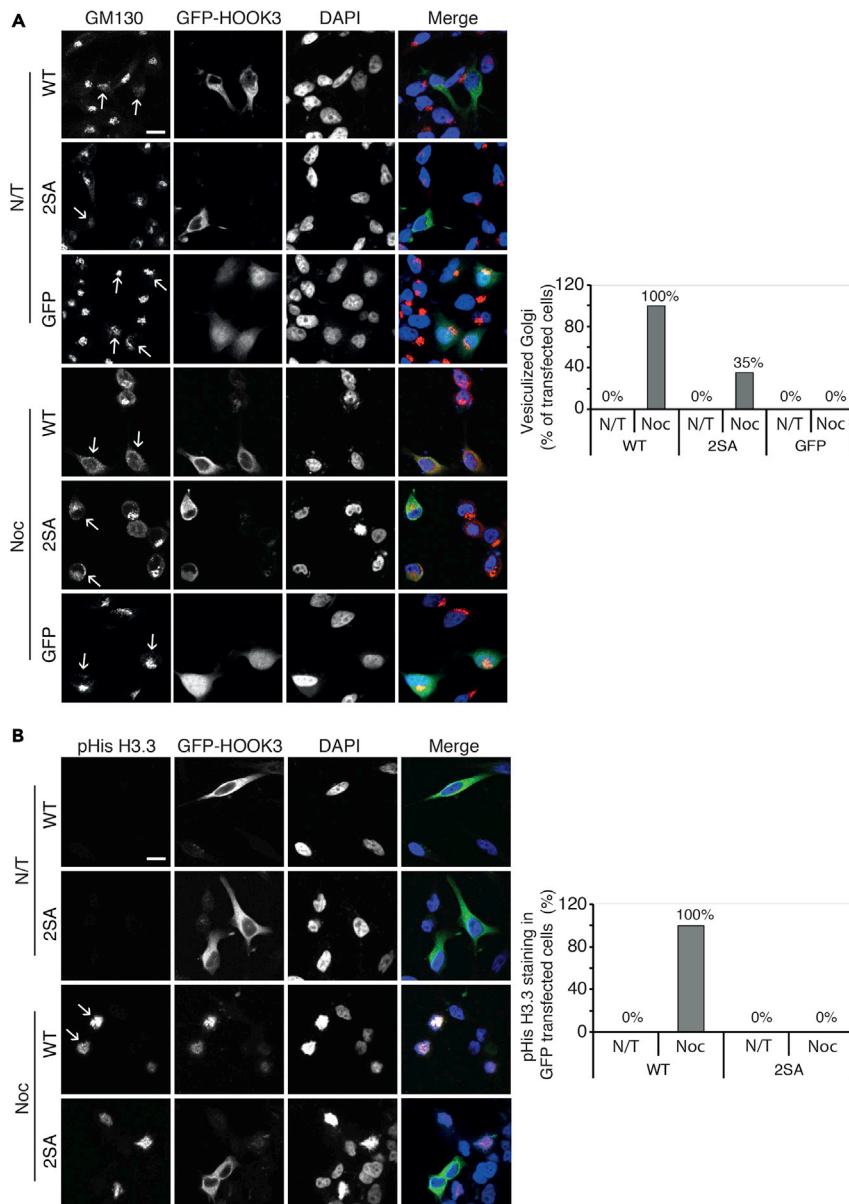 A
GM130 GFP-HOOK3 DAPI Merge
N/T
WT
2SA
GFP
Noc
WT
2SA
GFP
Vesiculized Golgi
(% of transfected cells)
120
80
40
0
0% 100% 0% 35% 0% 0%
N/T Noc N/T Noc N/T Noc
WT 2SA GFP
B
pHis H3.3 GFP-HOOK3 DAPI Merge
N/T
WT
2SA
Noc
WT
2SA
pHis H3.3 staining in
GFP transfected cells (%)
120
80
40
0
0% 100% 0% 0%
N/T Noc N/T Noc
WT 2SA